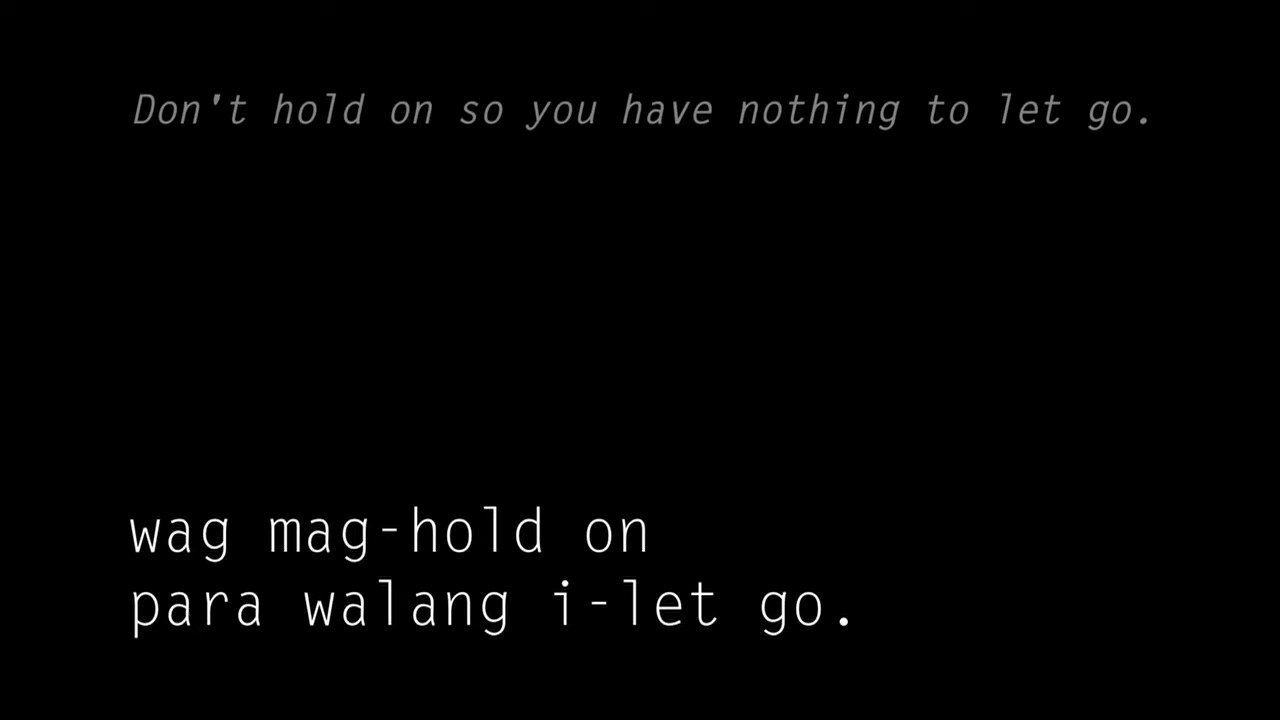 Don't hold on so you have nothing to let go.
wag mag-hold on
para walang i-let go.